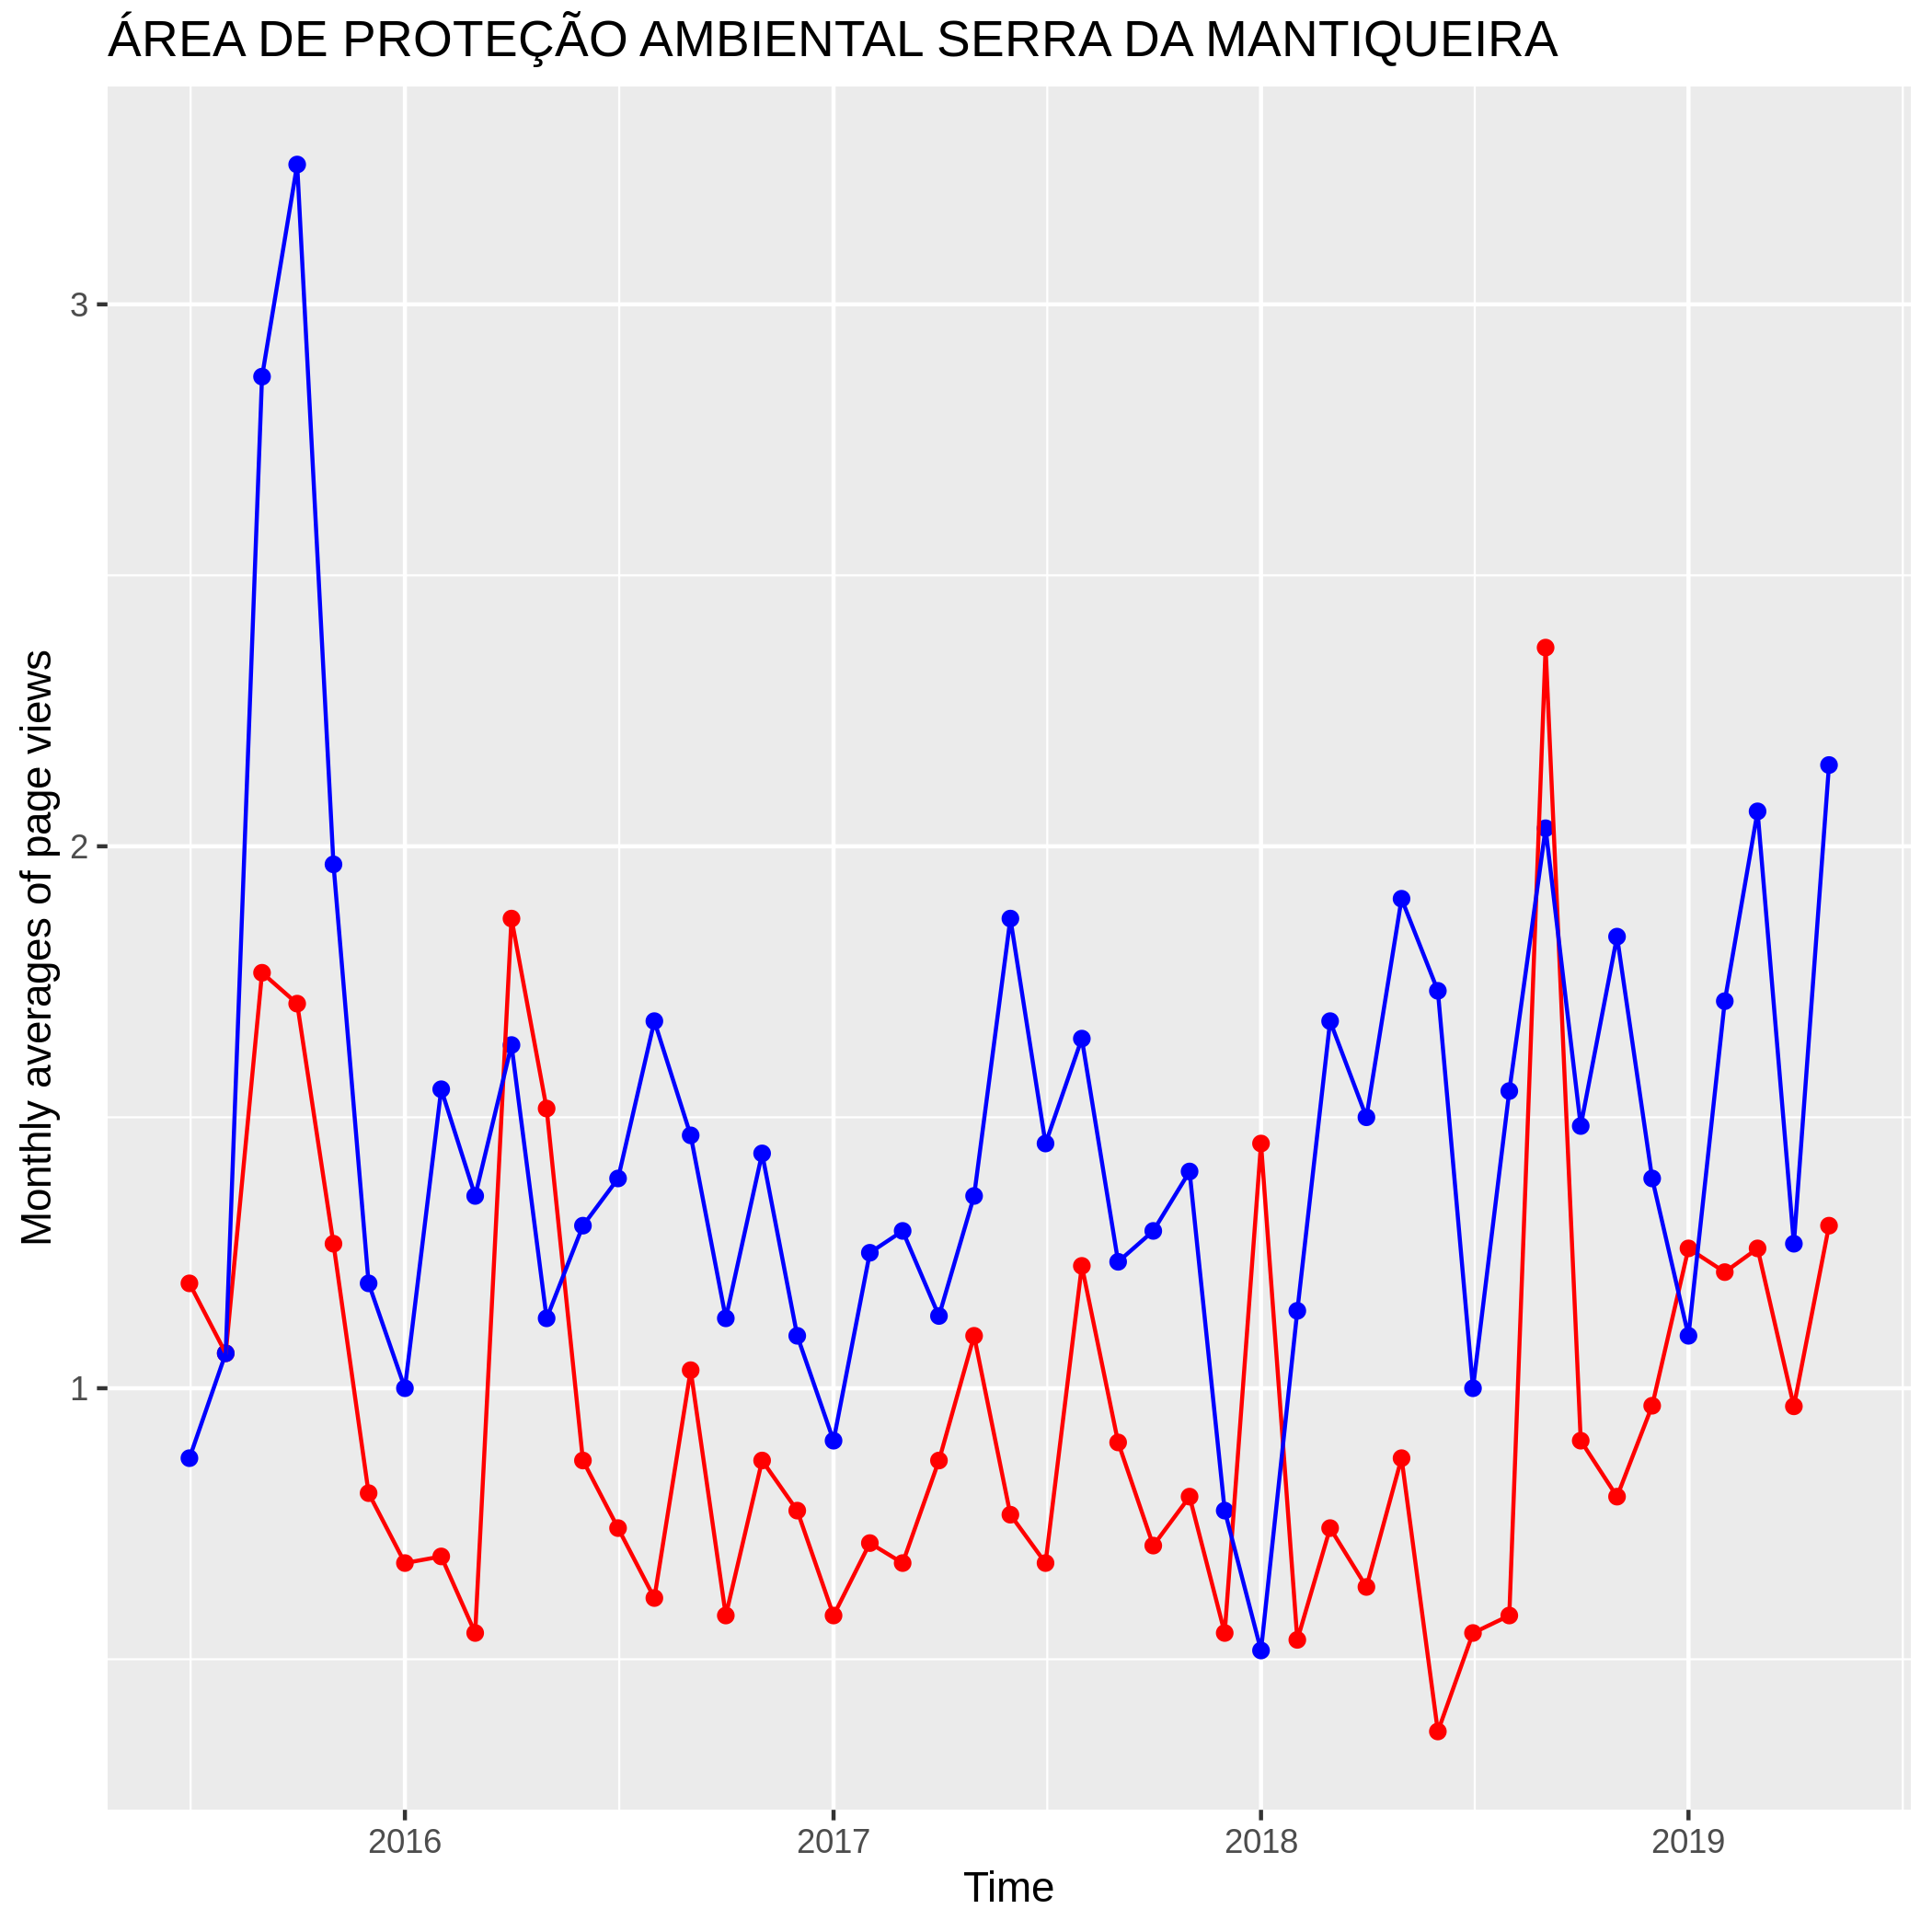 ÁREA DE PROTEÇÃO AMBIENTAL SERRA DA MANTIQUEIRA
Monthly averages of page views
3
2
1
2016
2017
2018
2019
Time